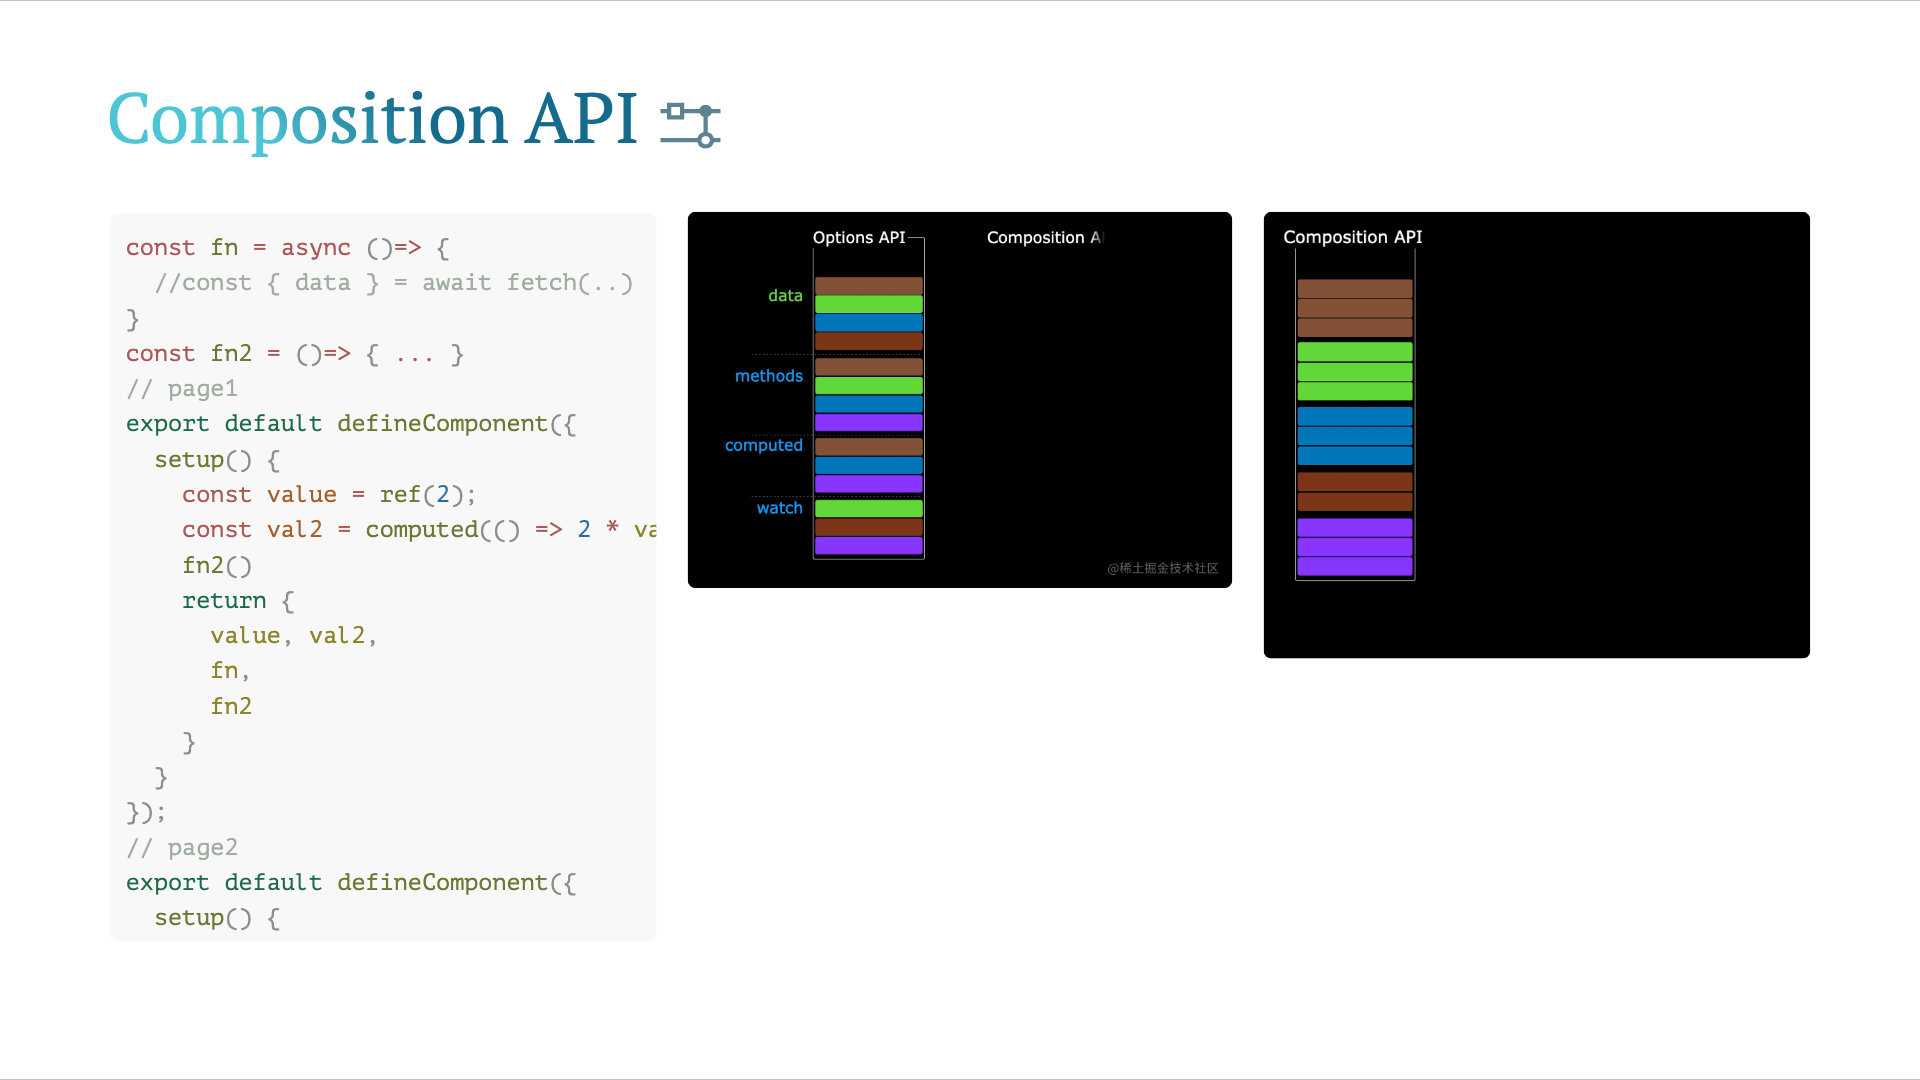 Composition API
const fn = async ()=> {
  //const { data } = await fetch(..)
}
const fn2 = ()=> { ... }
// page1
export default defineComponent({
  setup() {
    const value = ref(2);
    const val2 = computed(() => 2 * va
    fn2()
    return {
      value, val2,
      fn,
      fn2
    }
  }
});
// page2
export default defineComponent({
  setup() {
Options API
Composition A
data
methods
computed
watch
@稀土掘金技术社区
Composition API